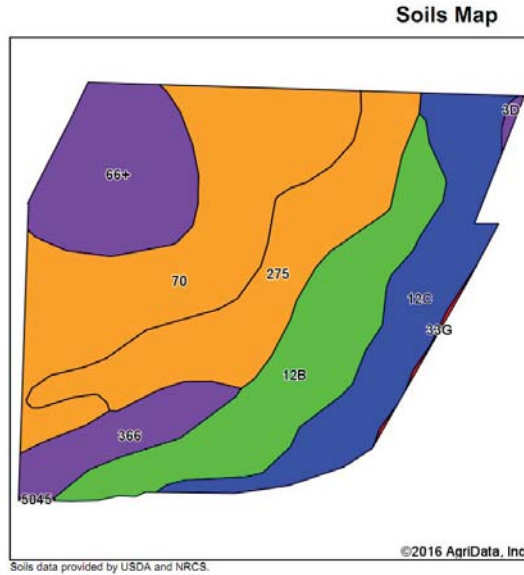 Soils Map
3D
66+
70
275
12C
33G
12B
366
5045
©2016 AgriData, Inc
Soils data provided by USDA and NRCS.